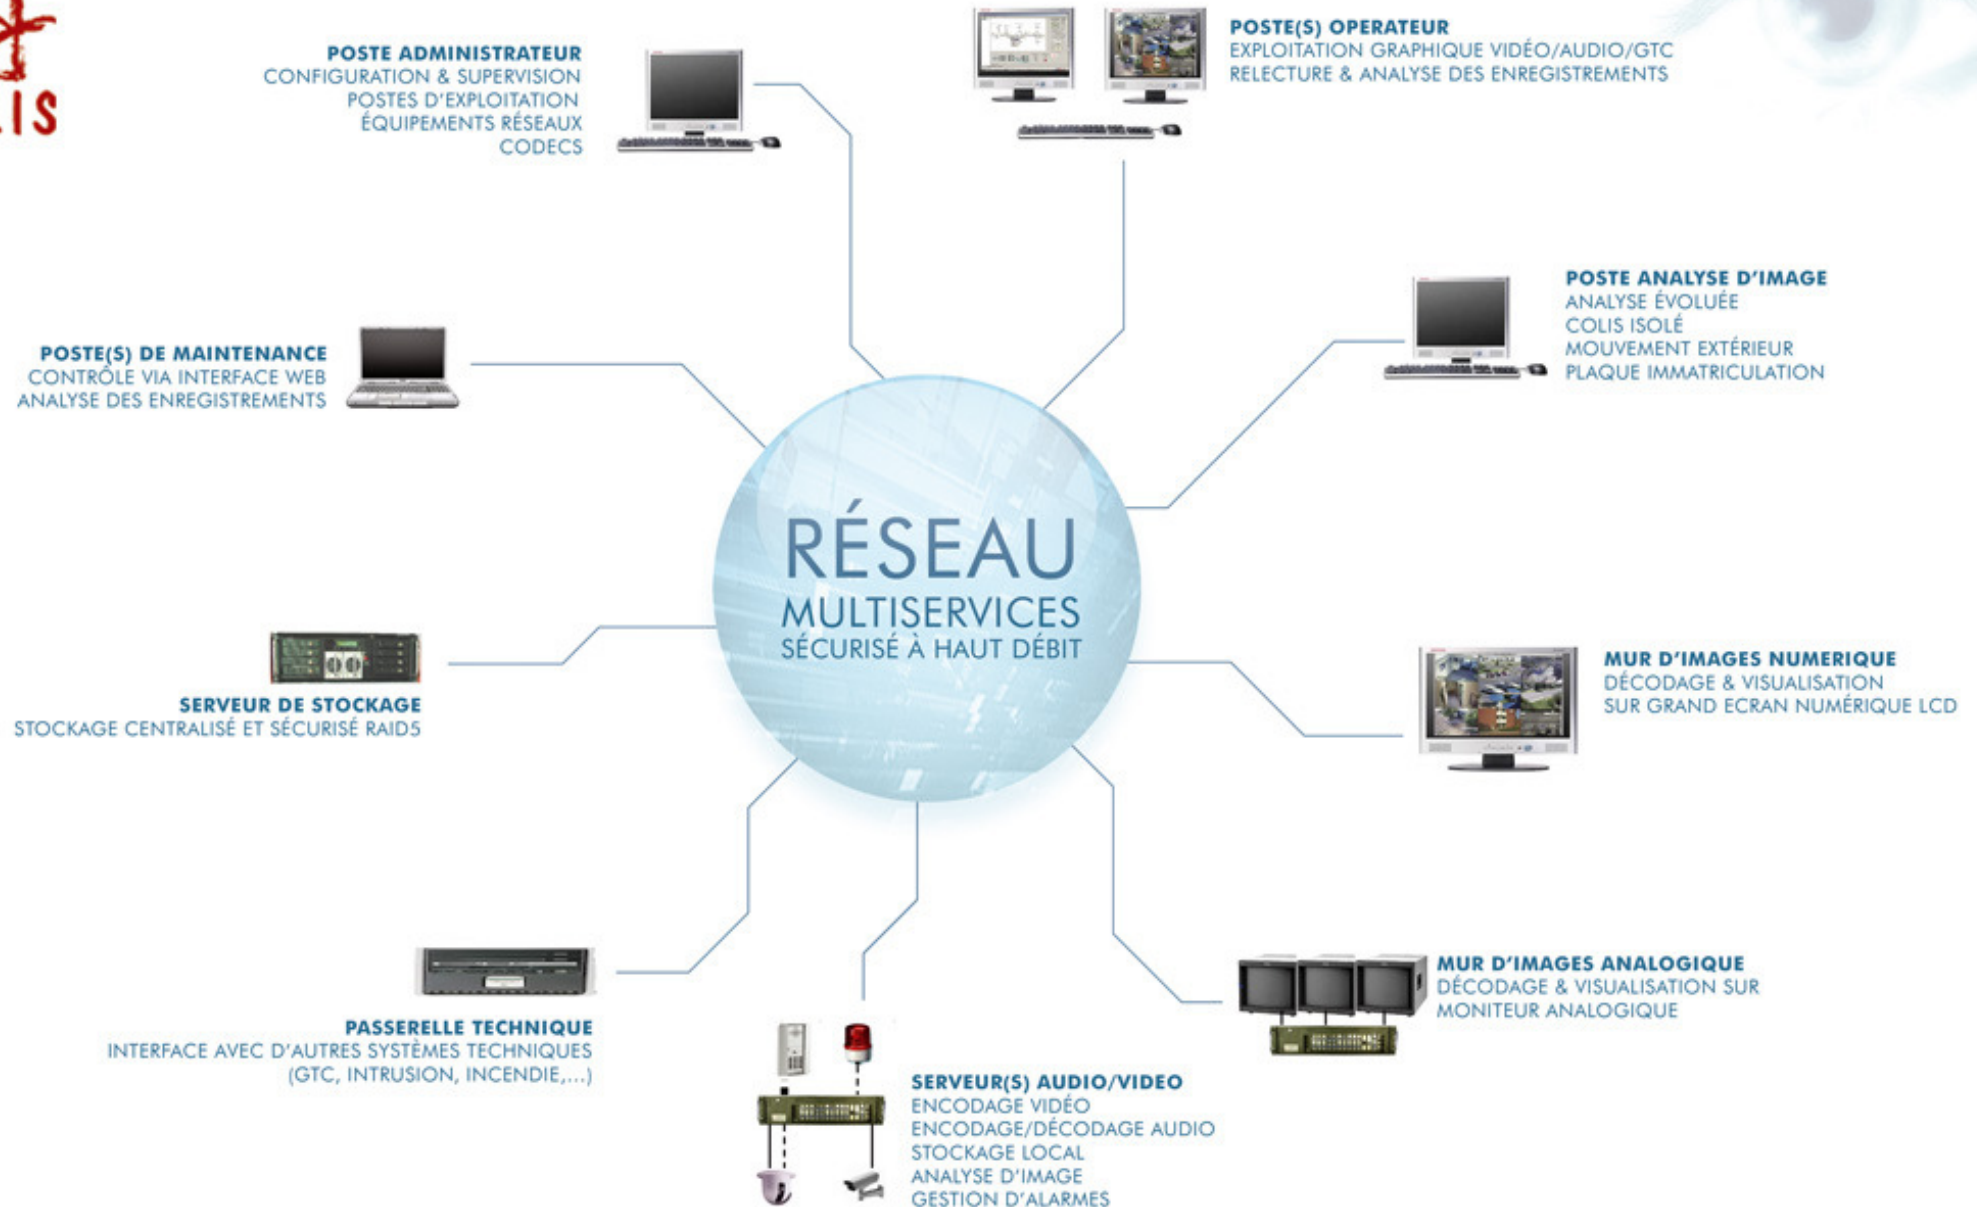 LIS
POSTE ADMINISTRATEUR
CONFIGURATION & SUPERVISION
POSTES D'EXPLOITATION
ÉQUIPEMENTS RÉSEAUX
CODECS
POSTE(S) OPERATEUR
EXPLOITATION GRAPHIQUE VIDÉO/AUDIO/GTC
RELECTURE & ANALYSE DES ENREGISTREMENTS
POSTE ANALYSE D'IMAGE
ANALYSE ÉVOLUÉE
COLIS ISOLÉ
MOUVEMENT EXTÉRIEUR
PLAQUE IMMATRICULATION
POSTE(S) DE MAINTENANCE
CONTRÔLE VIA INTERFACE WEB
ANALYSE DES ENREGISTREMENTS
RÉSEAU
MULTISERVICES
SÉCURISÉ À HAUT DÉBIT
SERVEUR DE STOCKAGE
STOCKAGE CENTRALISÉ ET SÉCURISÉ RAID5
MUR D'IMAGES NUMERIQUE
DÉCODAGE & VISUALISATION
SUR GRAND ECRAN NUMÉRIQUE LCD
PASSERELLE TECHNIQUE
INTERFACE AVEC D'AUTRES SYSTÈMES TECHNIQUES
(GTC, INTRUSION, INCENDIE,...)
MUR D'IMAGES ANALOGIQUE
DÉCODAGE & VISUALISATION SUR
MONITEUR ANALOGIQUE
SERVEUR(S) AUDIO/VIDEO
ENCODAGE VIDÉO
ENCODAGE/DÉCODAGE AUDIO
STOCKAGE LOCAL
ANALYSE D'IMAGE
GESTION D'ALARMES